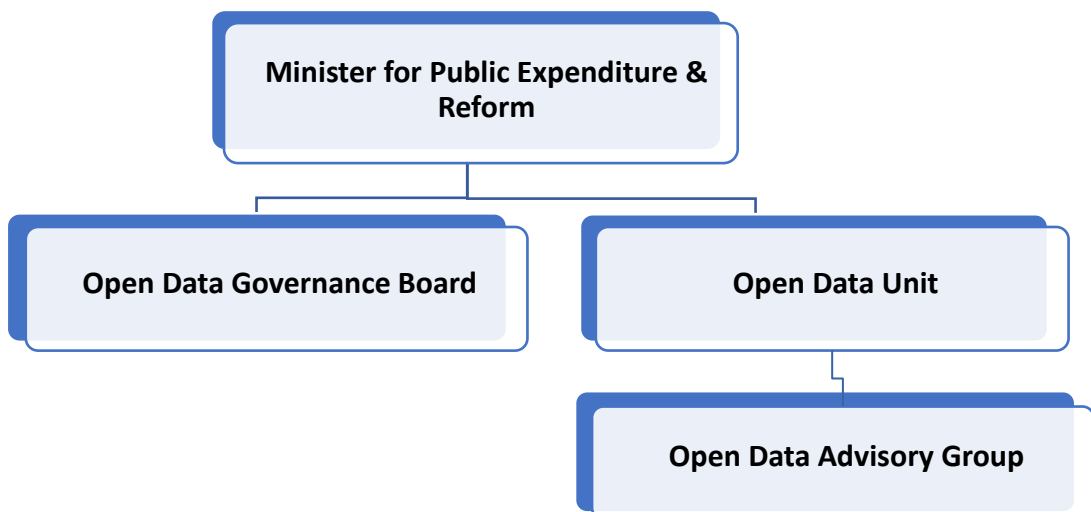 Minister for Public Expenditure &
Reform
Open Data Governance Board
Open Data Unit
Open Data Advisory Group